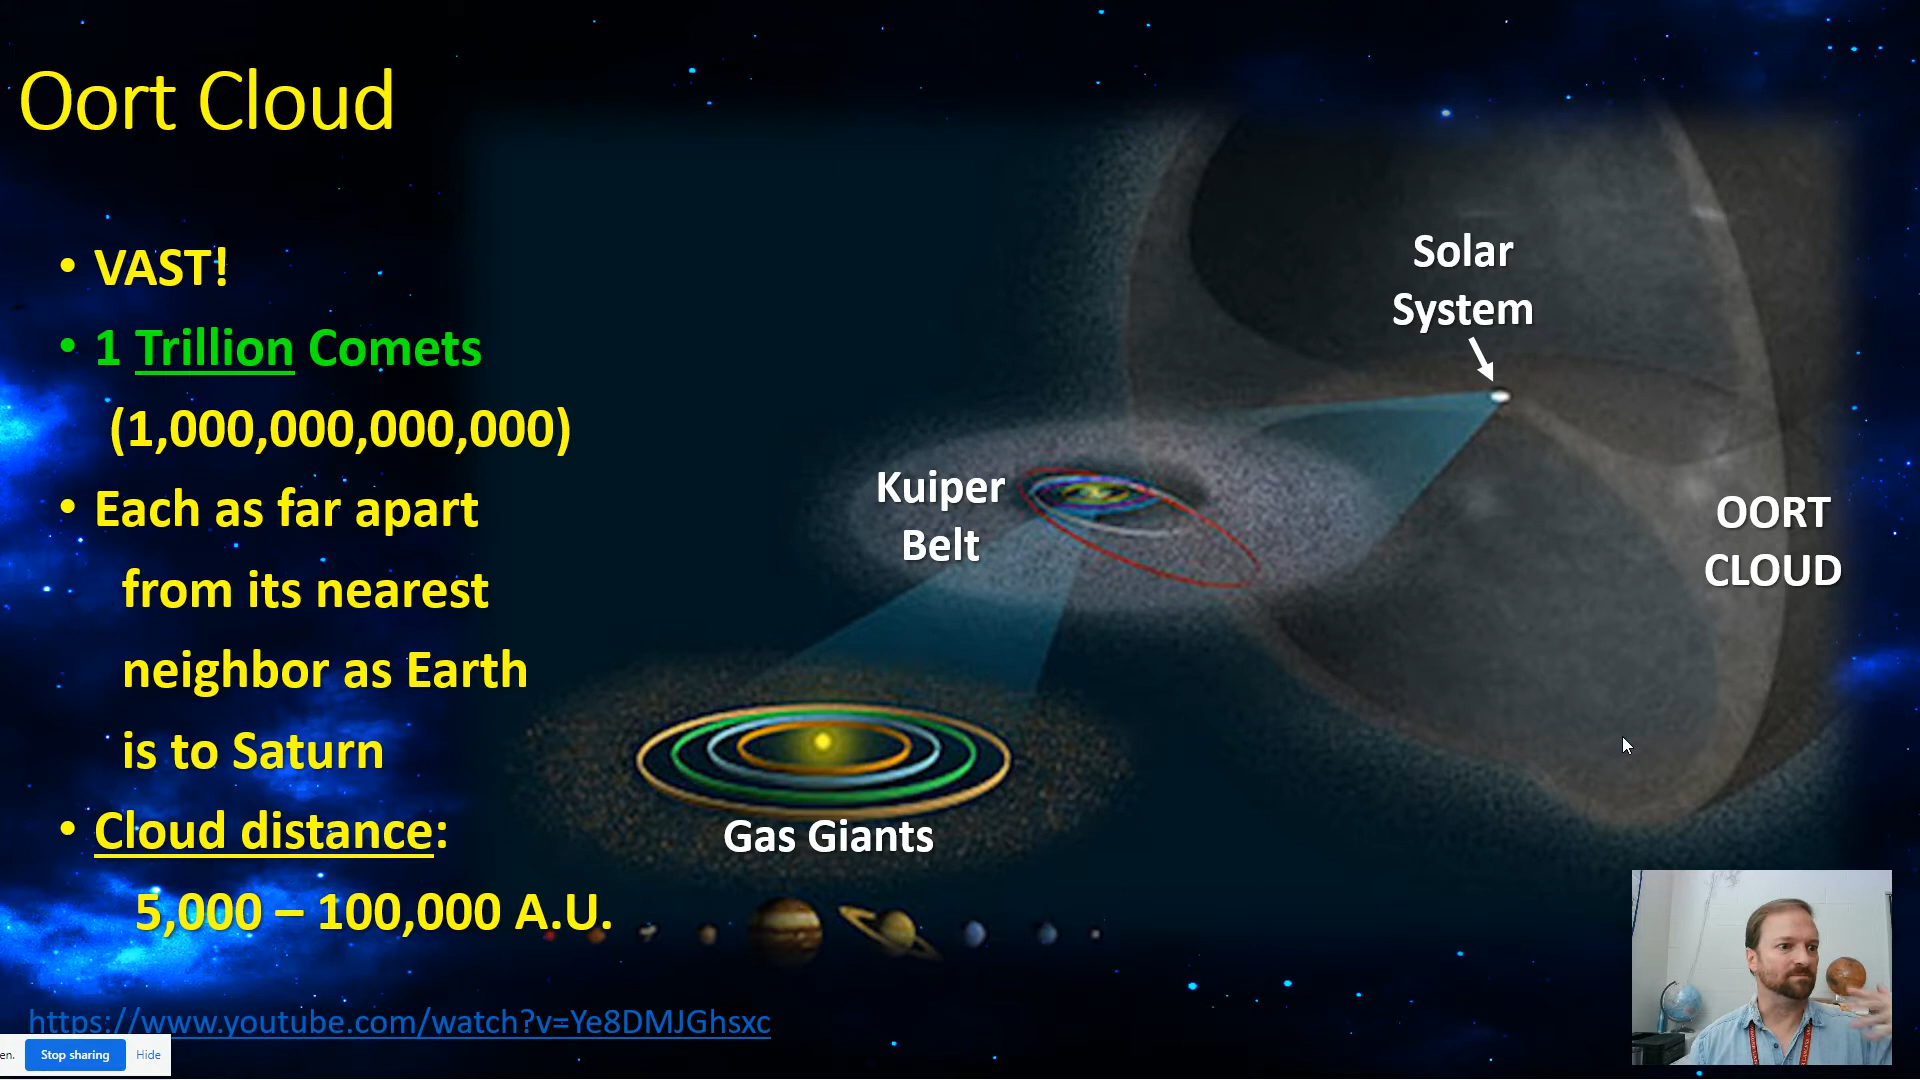 Oort Cloud
• VAST!
• 1 Trillion Comets
(1,000,000,000,000)
• Each as far apart
from its nearest
neighbor as Earth
is to Saturn
• Cloud distance:
5,000 – 100,000 A.U.
Solar
System
Kuiper
Belt
OORT
CLOUD
Gas Giants
https://www.youtube.com/watch?v=Ye8DMJGhsxc
en.
Stop sharing
Hide